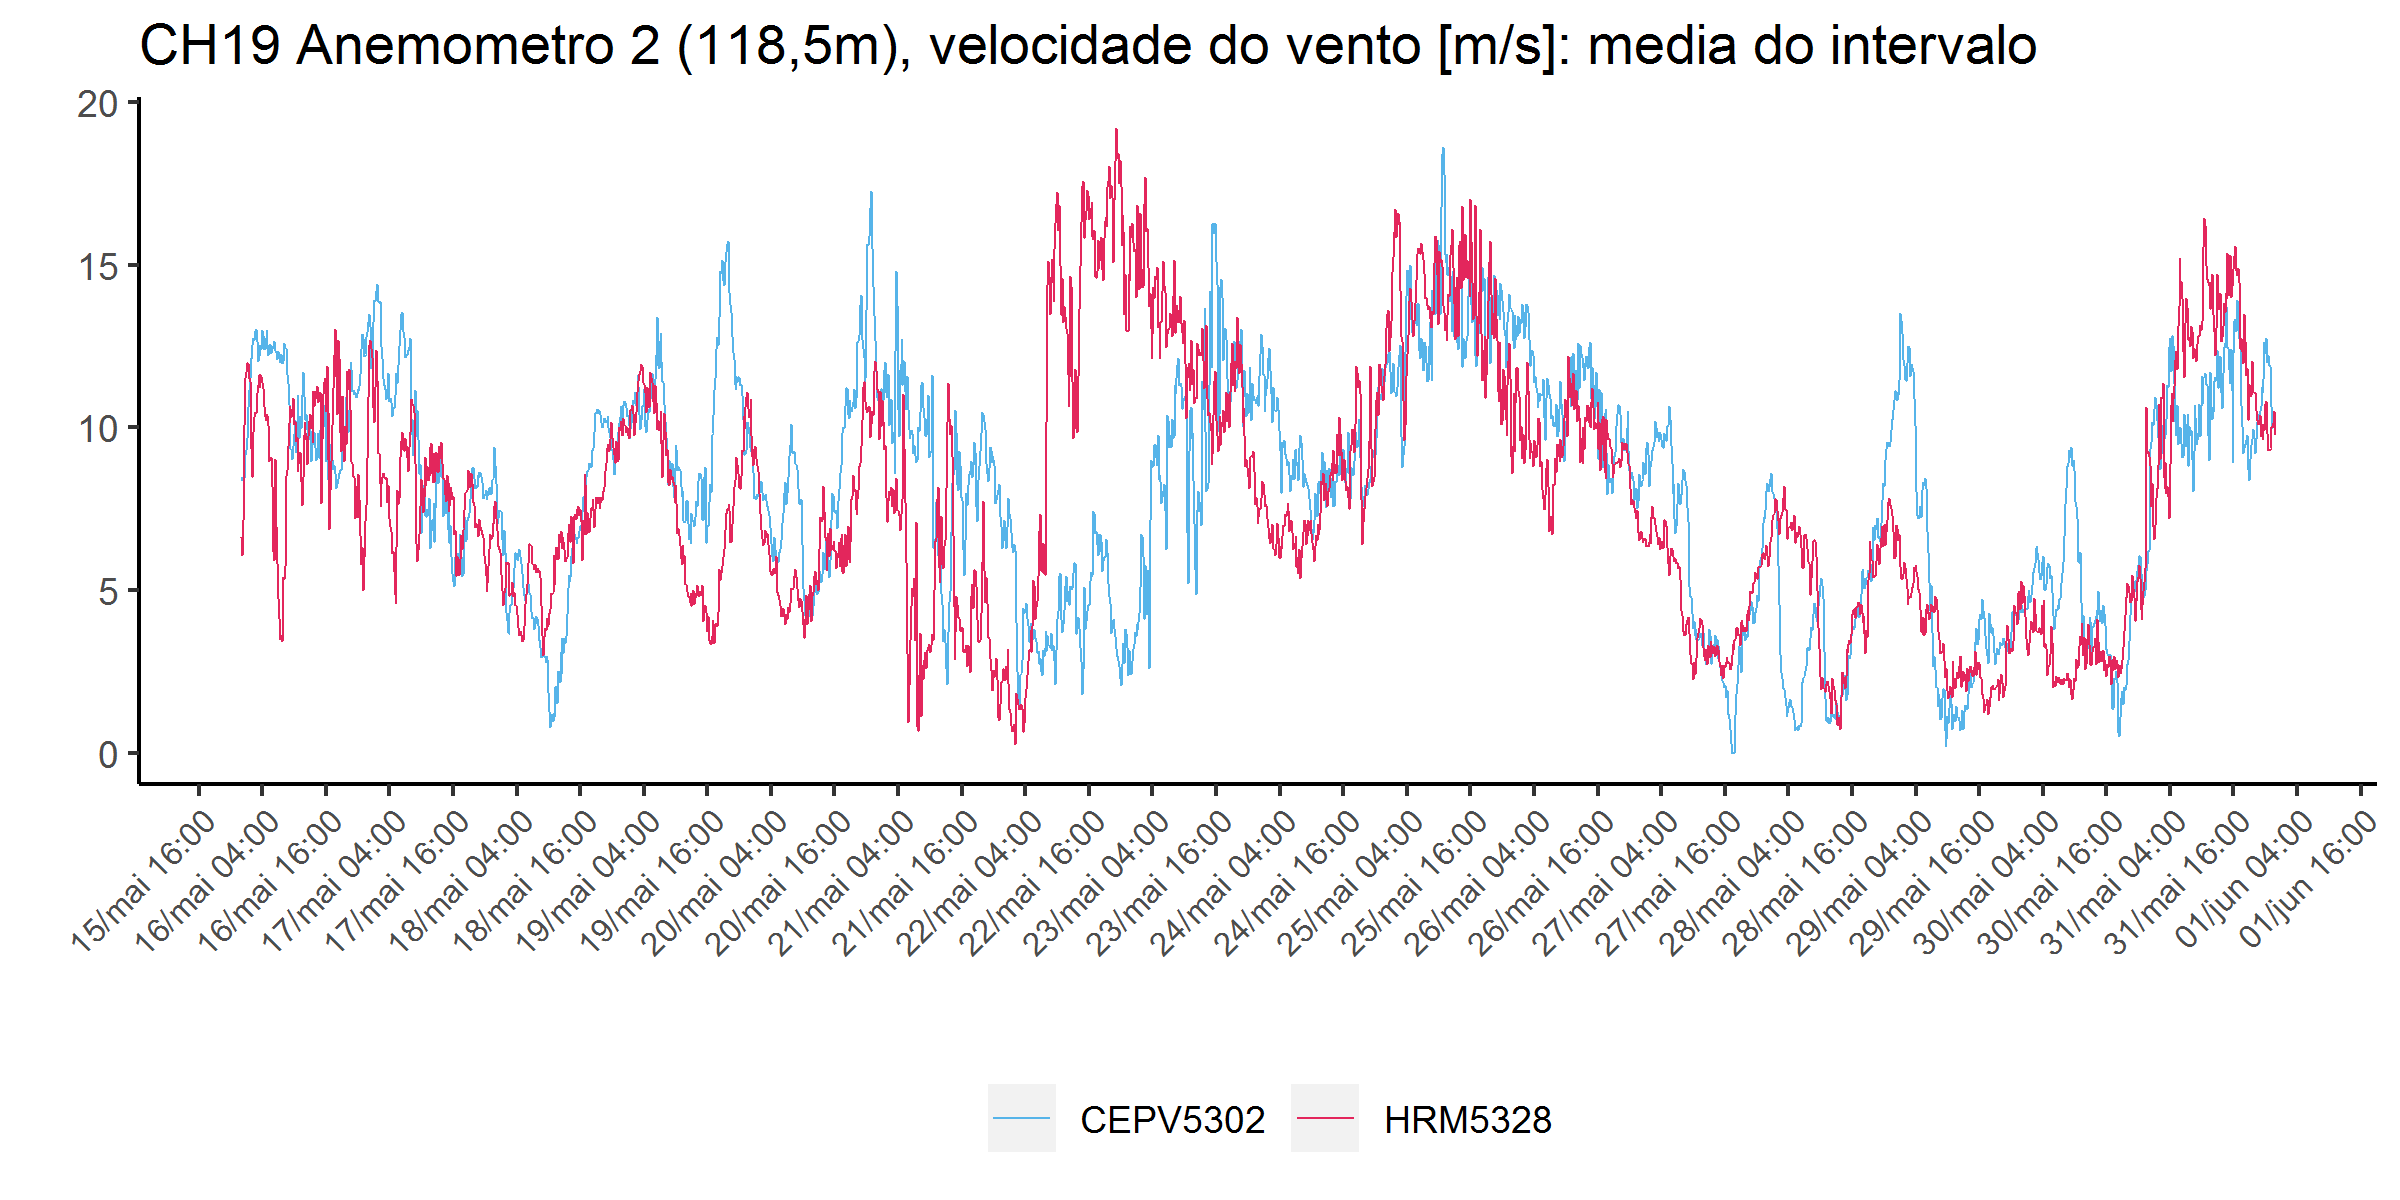 CH19 Anemometro 2 (118,5m), velocidade do vento [m/s]: media do intervalo
20
15
10
5
0
15/mai 16:00
16/mai 04:00
16/mai 16:00
17/mai 04:00
17/mai 16:00
18/mai 04:00
18/mai 16:00
19/mai 04:00
19/mai 16:00
20/mai 04:00
20/mai 16:00
21/mai 04:00
21/mai 16:00
22/mai 04:00
22/mai 16:00
23/mai 04:00
23/mai 16:00
24/mai 04:00
24/mai 16:00
25/mai 04:00
25/mai 16:00
26/mai 04:00
26/mai 16:00
27/mai 04:00
27/mai 16:00
28/mai 04:00
28/mai 16:00
29/mai 04:00
29/mai 16:00
30/mai 04:00
30/mai 16:00
31/mai 04:00
31/mai 16:00
01/jun 04:00
01/jun 16:00
CEPV5302
HRM5328